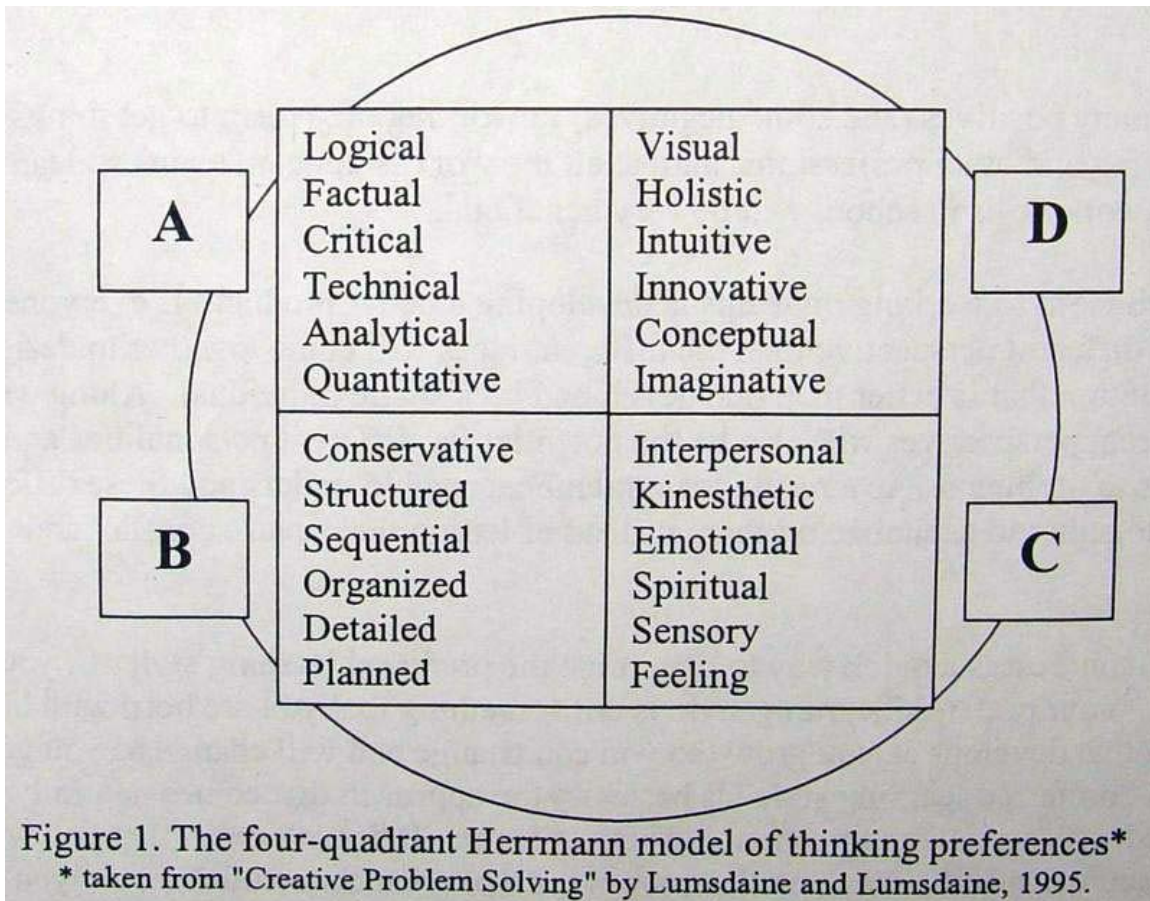 A
Logical
Factual
Critical
Technical
Analytical
Quantitative
Visual
Holistic
Intuitive
Innovative
Conceptual
Imaginative
D
B
Conservative
Structured
Sequential
Organized
Detailed
Planned
Interpersonal
Kinesthetic
Emotional
Spiritual
Sensory
Feeling
C
Figure 1. The four-quadrant Herrmann model of thinking preferences*
* taken from "Creative Problem Solving" by Lumsdaine and Lumsdaine, 1995.